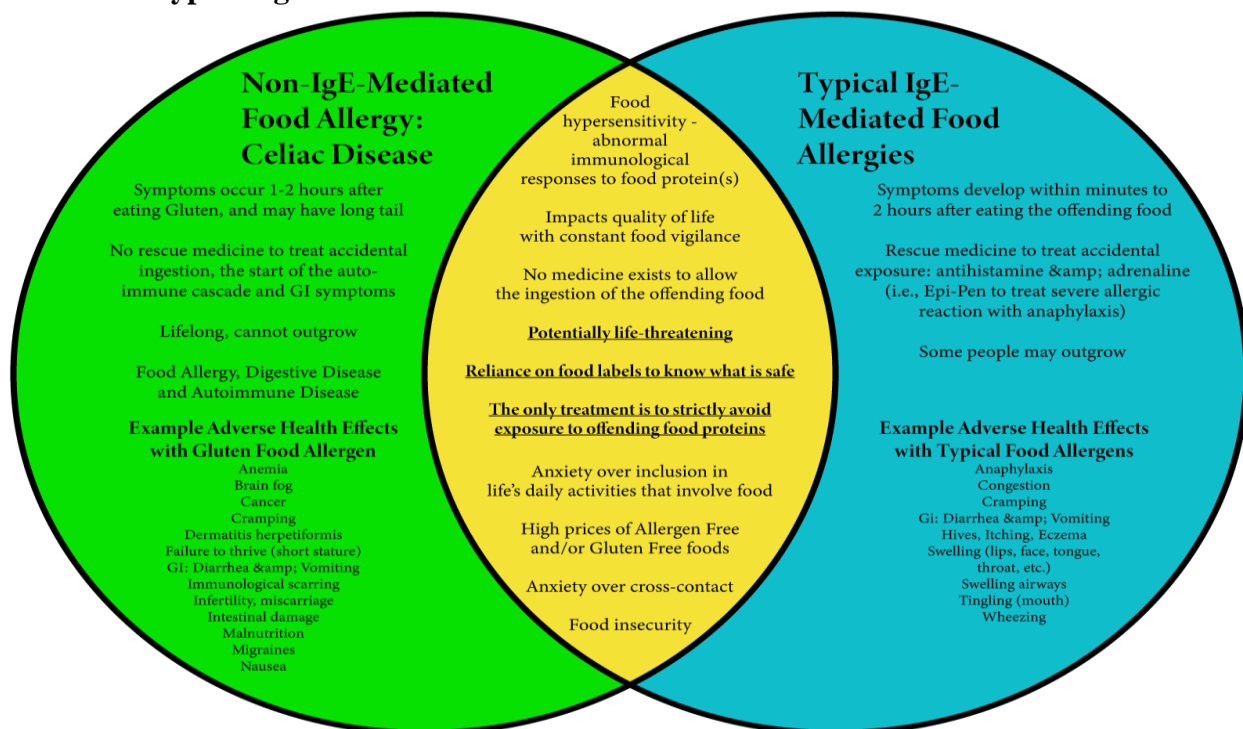 Non-IgE-Mediated
Food Allergy:
Celiac Disease
Symptoms occur 1-2 hours after
eating Gluten, and may have long tail
No rescue medicine to treat accidental
ingestion, the start of the auto-
immune cascade and GI symptoms
Lifelong, cannot outgrow
Food Allergy, Digestive Disease
and Autoimmune Disease
Example Adverse Health Effects
with Gluten Food Allergen
Anemia
Brain fog
Cancer
Cramping
Dermatitis herpetiformis
Failure to thrive (short stature)
GI: Diarrhea &amp; Vomiting
Immunological scarring
Infertility, miscarriage
Intestinal damage
Malnutrition
Migraines
Nausea
Food
hypersensitivity -
abnormal
immunological
responses to food protein(s)
Impacts quality of life
with constant food vigilance
No medicine exists to allow
the ingestion of the offending food
Potentially life-threatening
Reliance on food labels to know what is safe
The only treatment is to strictly avoid
exposure to offending food proteins
Anxiety over inclusion in
life's daily activities that involve food
High prices of Allergen Free
and/or Gluten Free foods
Anxiety over cross-contact
Food insecurity
Typical IgE-
Mediated Food
Allergies
Symptoms develop within minutes to
2 hours after eating the offending food
Rescue medicine to treat accidental
exposure: antihistamine &amp; adrenaline
(i.e., Epi-Pen to treat severe allergic
reaction with anaphylaxis)
Some people may outgrow
Example Adverse Health Effects
with Typical Food Allergens
Anaphylaxis
Congestion
Cramping
Gi: Diarrhea &amp; Vomiting
Hives, Itching, Eczema
Swelling (lips, face, tongue,
throat, etc.)
Swelling airways
Tingling (mouth)
Wheezing